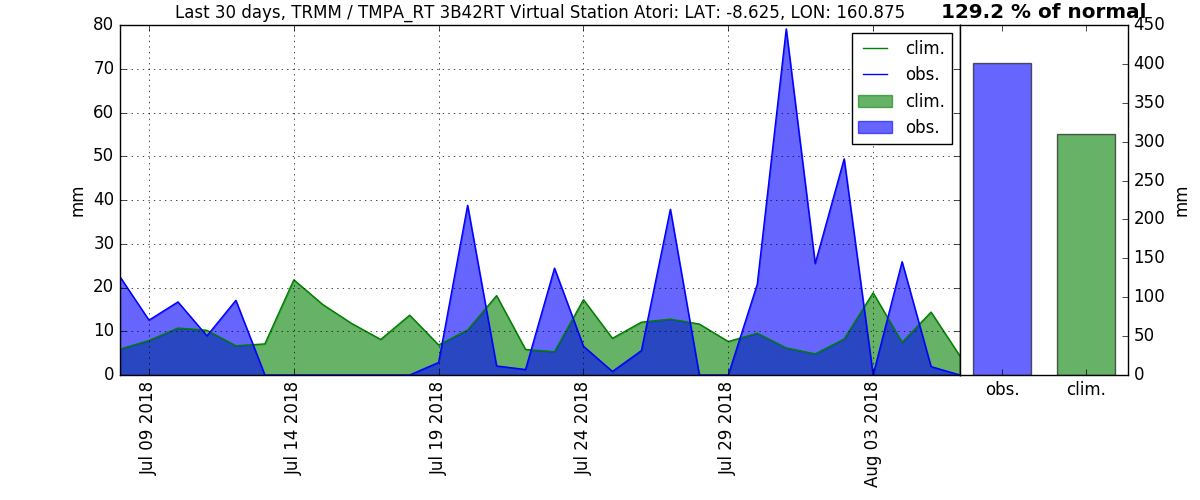 Last 30 days, TRMM / TMPA_RT 3B42RT Virtual Station Atori: LAT: -8.625, LON: 160.875
129.2 % of normal
80
70
60
50
40
30
20
10
0
mm
clim.
obs.
clim.
obs.
Jul 09 2018
Jul 14 2018
Jul 19 2018
Jul 24 2018
Jul 29 2018
Aug 03 2018
450
400
350
300
250
200
150
100
50
0
mm
obs.
clim.